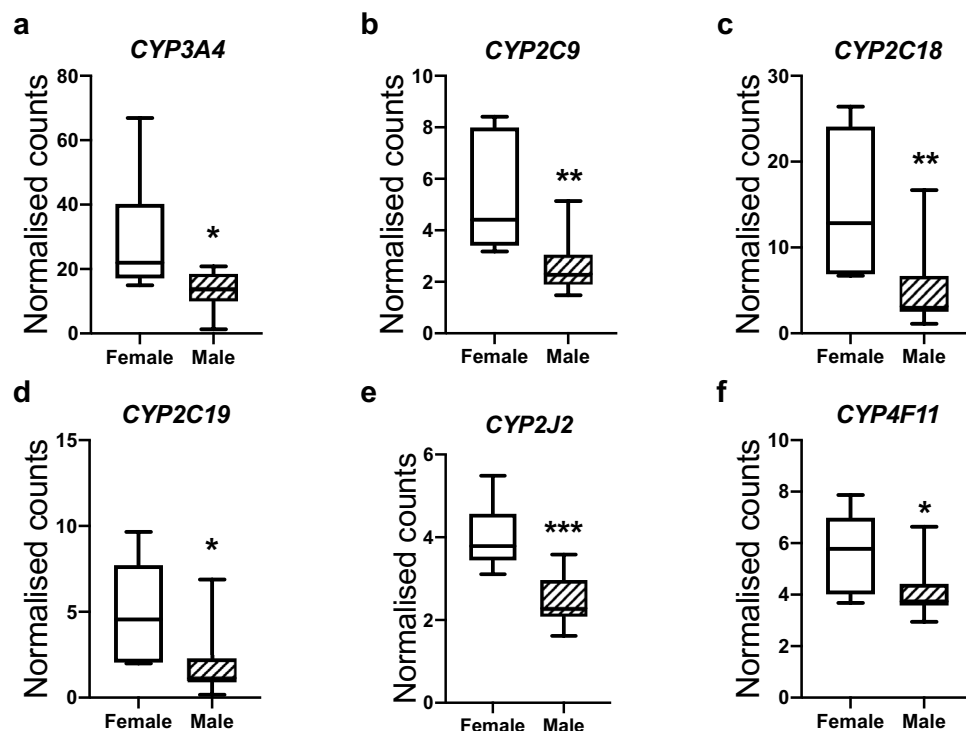 a
CYP3A4
Normalised counts
80
60
40
20
0
*
Female Male
b
CYP2C9
Normalised counts
10
8
6
4
2
0
**
Female Male
c
CYP2C18
Normalised counts
30
20
10
0
**
Female Male
d
CYP2C19
Normalised counts
15
10
5
0
*
Female Male
e
CYP2J2
Normalised counts
6
4
2
0
***
Female Male
f
CYP4F11
Normalised counts
10
8
6
4
2
0
*
Female Male